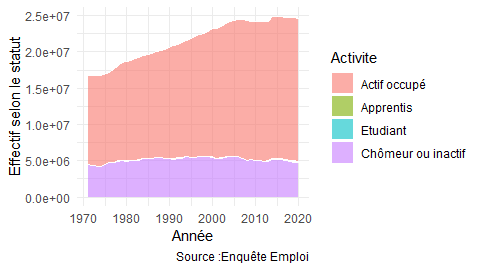 Effectif selon le statut
2.5e+07
2.0e+07
1.5e+07
1.0e+07
5.0e+06
0.0e+00
1970 1980 1990 2000 2010 2020
Année
Activite
Actif occupé
Apprentis
Etudiant
Chômeur ou inactif
Source :Enquête Emploi